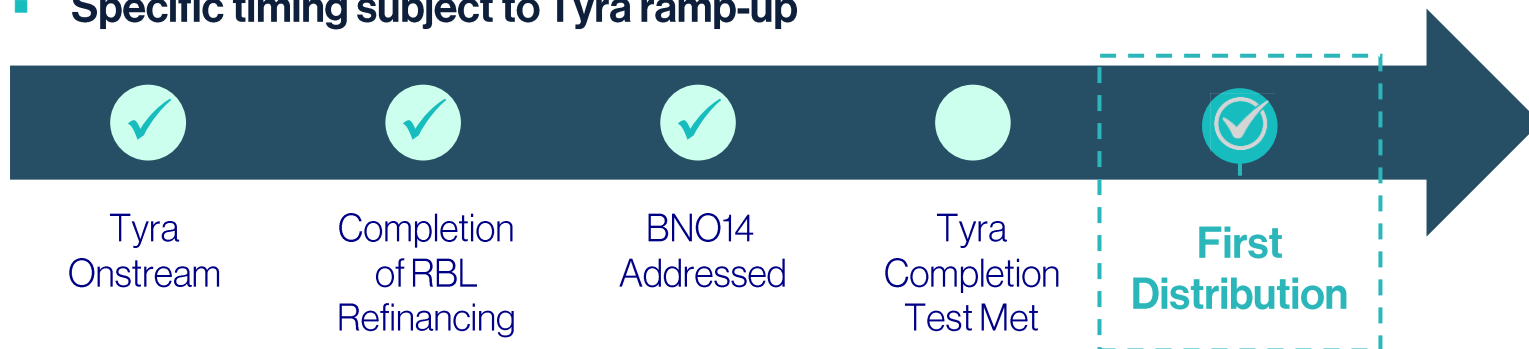 Specific timing subject to Tyra ramp-up
Tyra
Onstream
Completion
of RBL
Refinancing
BNO14
Addressed
Tyra
Completion
Test Met
First
Distribution